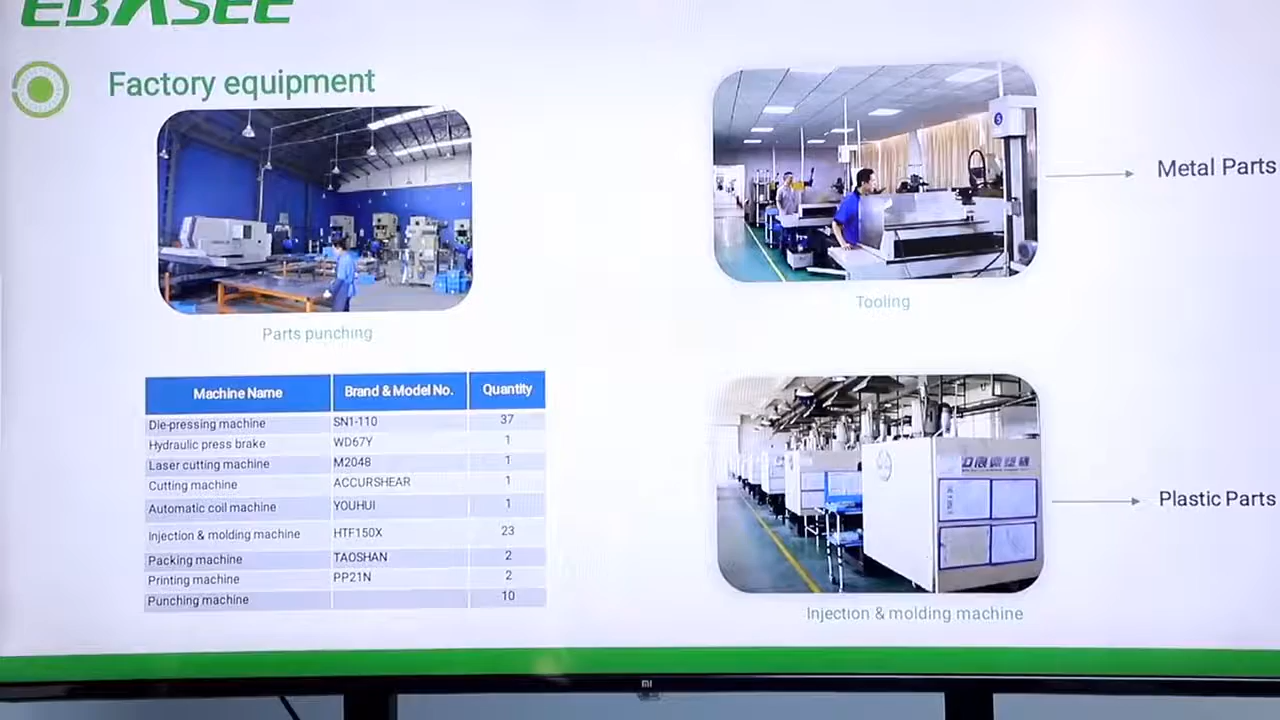 EBASEE
Factory equipment
Parts punching
Tooling
Metal Parts
Machine Name Brand & Model No. Quantity
Die-pressing machine SN1-110 37
Hydraulic press brake WD67Y 1
Laser cutting machine M2048 1
Cutting machine ACCURSHEAR 1
Automatic coil machine YOUHUI 1
Injection & molding machine HTF150X 23
Packing machine TAOSHAN 2
Printing machine PP21N 2
Punching machine 10
Plastic Parts
Injection & molding machine
mi